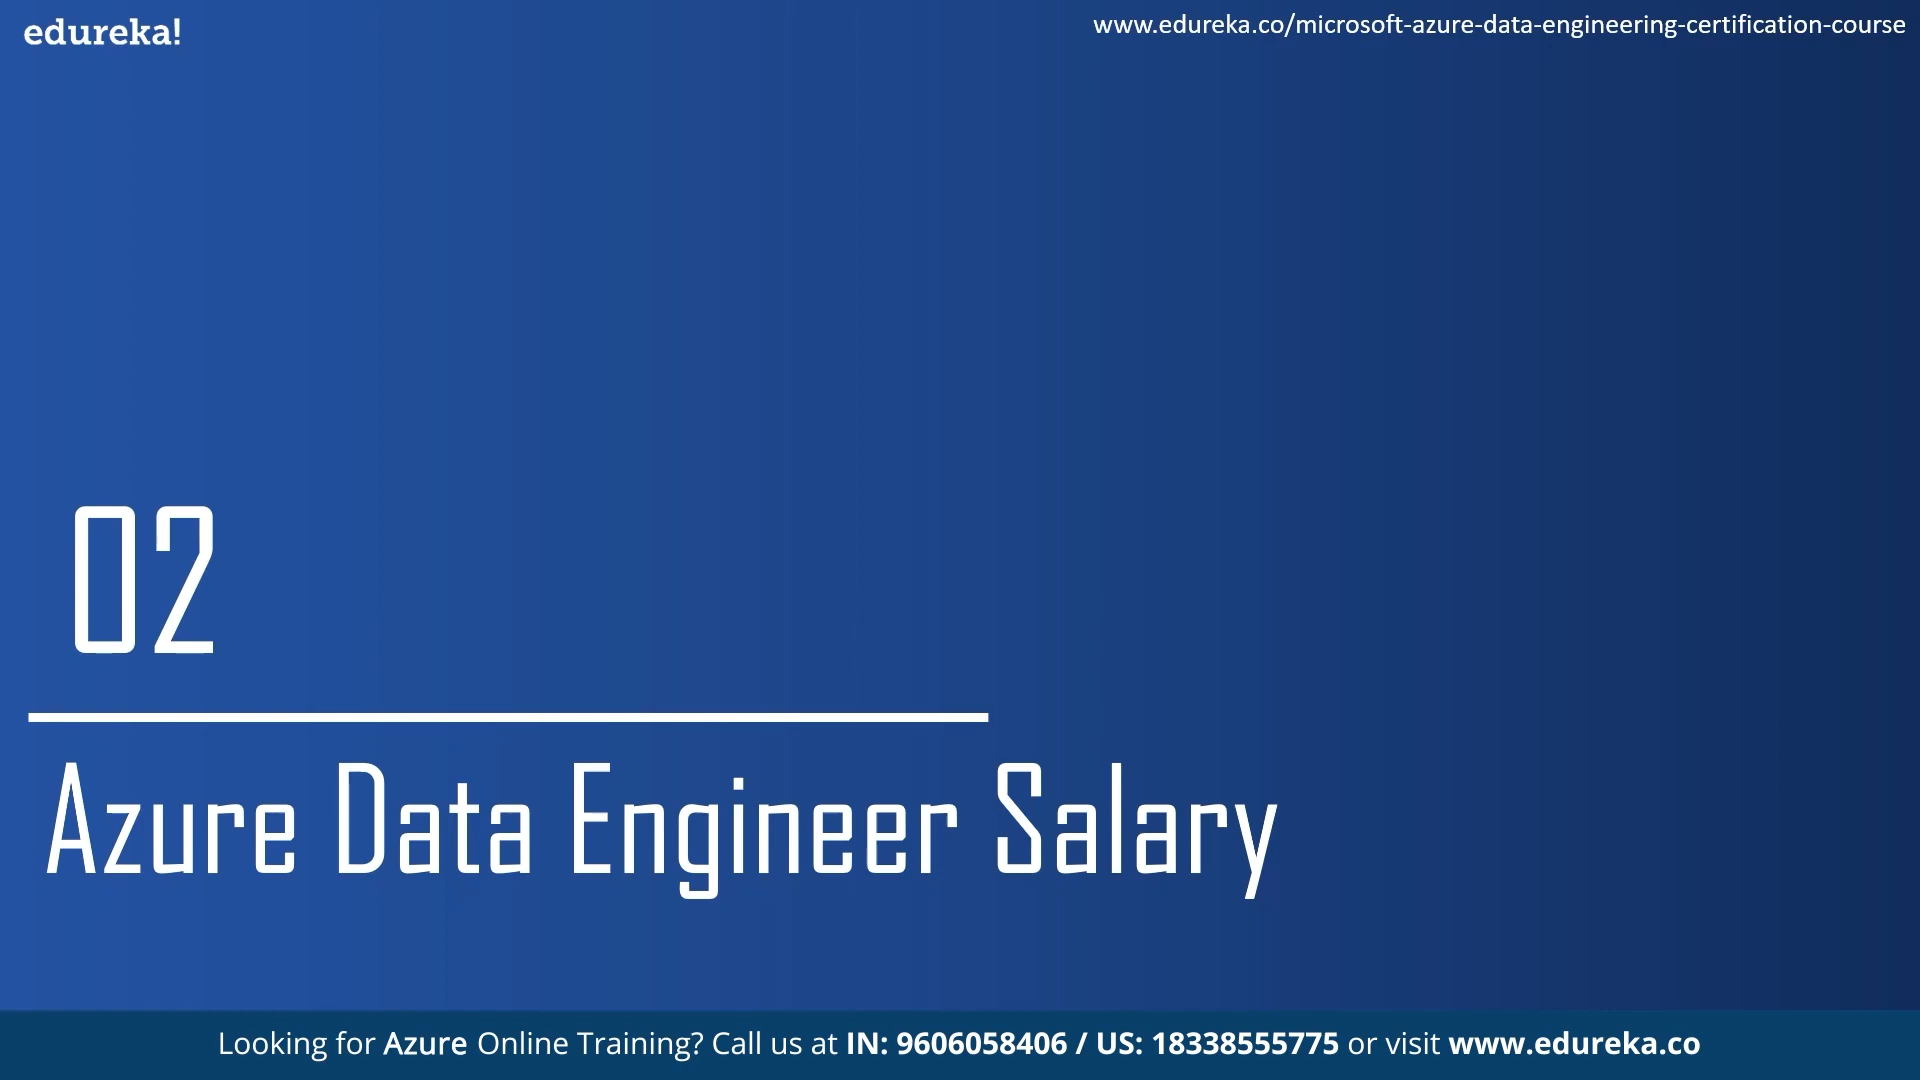 edureka!
www.edureka.co/microsoft-azure-data-engineering-certification-course
02
Azure Data Engineer Salary
Looking for Azure Online Training? Call us at IN: 9606058406 / US: 18338555775 or visit www.edureka.co